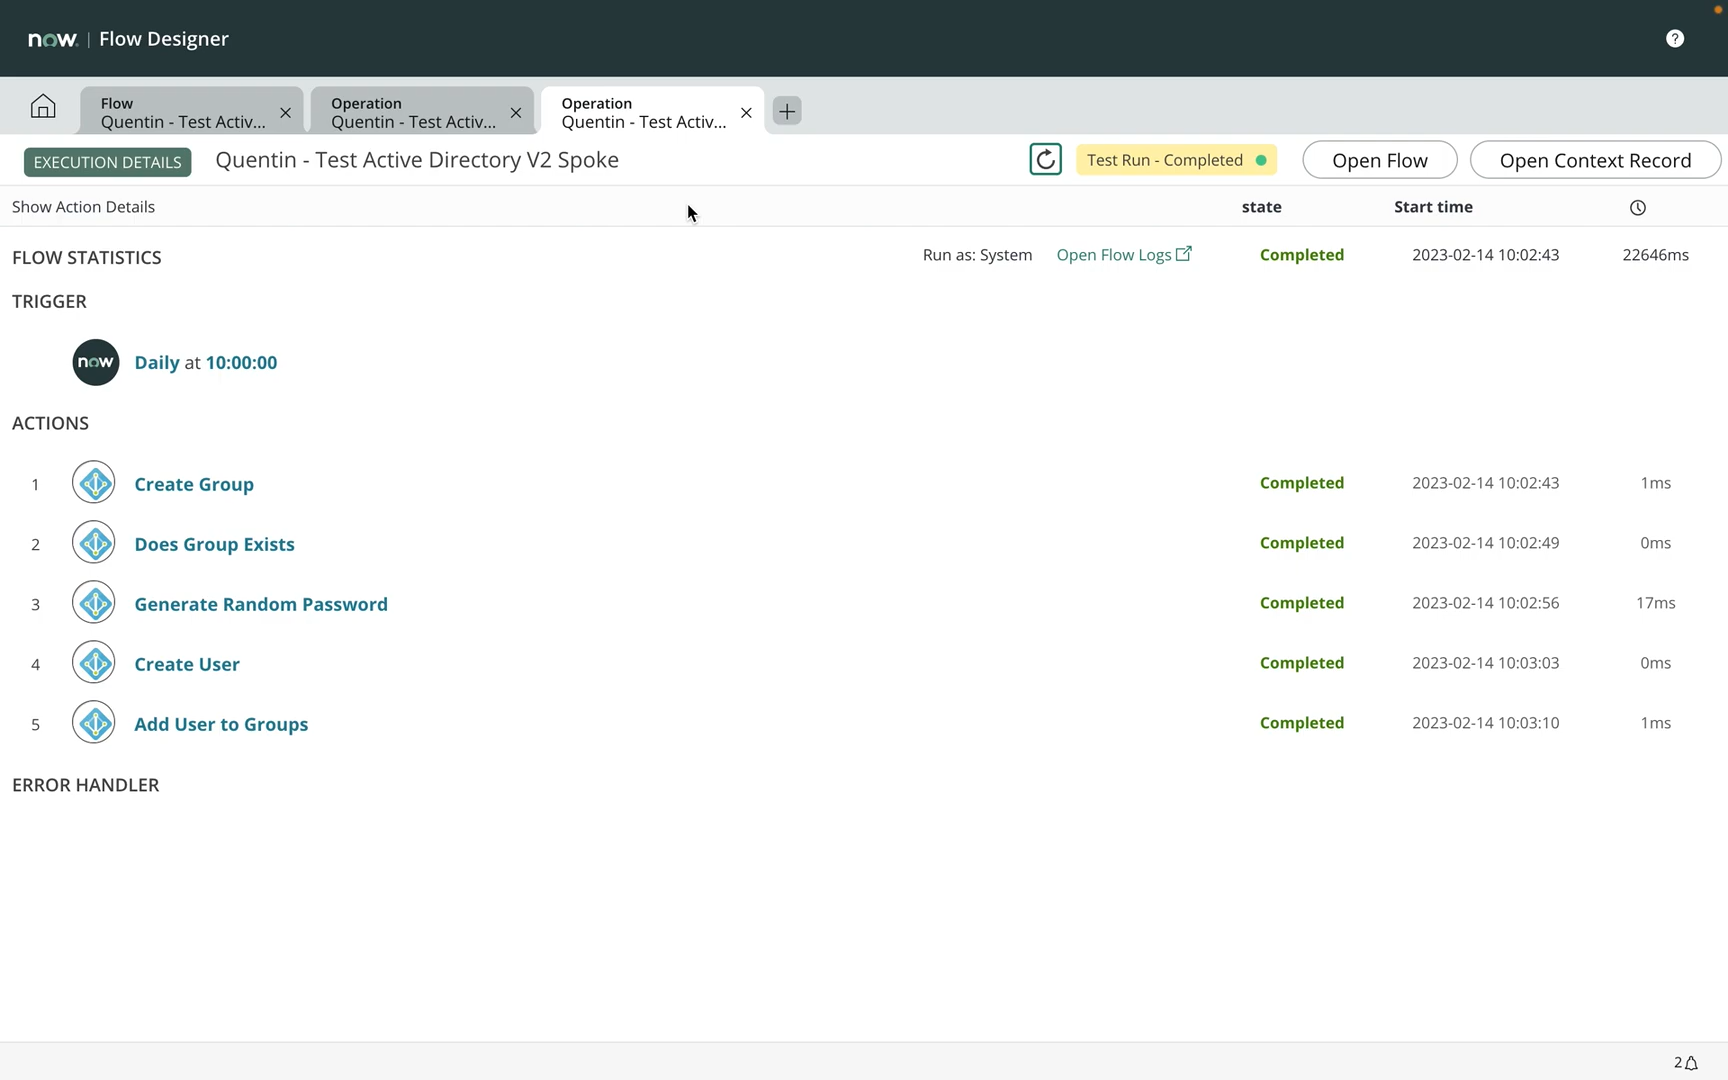 now. | Flow Designer
?
Flow
Quentin - Test Activ...
Operation
Quentin - Test Activ...
Operation
Quentin - Test Activ...
EXECUTION DETAILS
Quentin - Test Active Directory V2 Spoke
Test Run - Completed
Open Flow
Open Context Record
Show Action Details
state
Start time
FLOW STATISTICS
Run as: System
Open Flow Logs
Completed
2023-02-14 10:02:43
22646ms
TRIGGER
now
Daily at 10:00:00
ACTIONS
1 Create Group Completed 2023-02-14 10:02:43 1ms
2 Does Group Exists Completed 2023-02-14 10:02:49 0ms
3 Generate Random Password Completed 2023-02-14 10:02:56 17ms
4 Create User Completed 2023-02-14 10:03:03 0ms
5 Add User to Groups Completed 2023-02-14 10:03:10 1ms
ERROR HANDLER
2